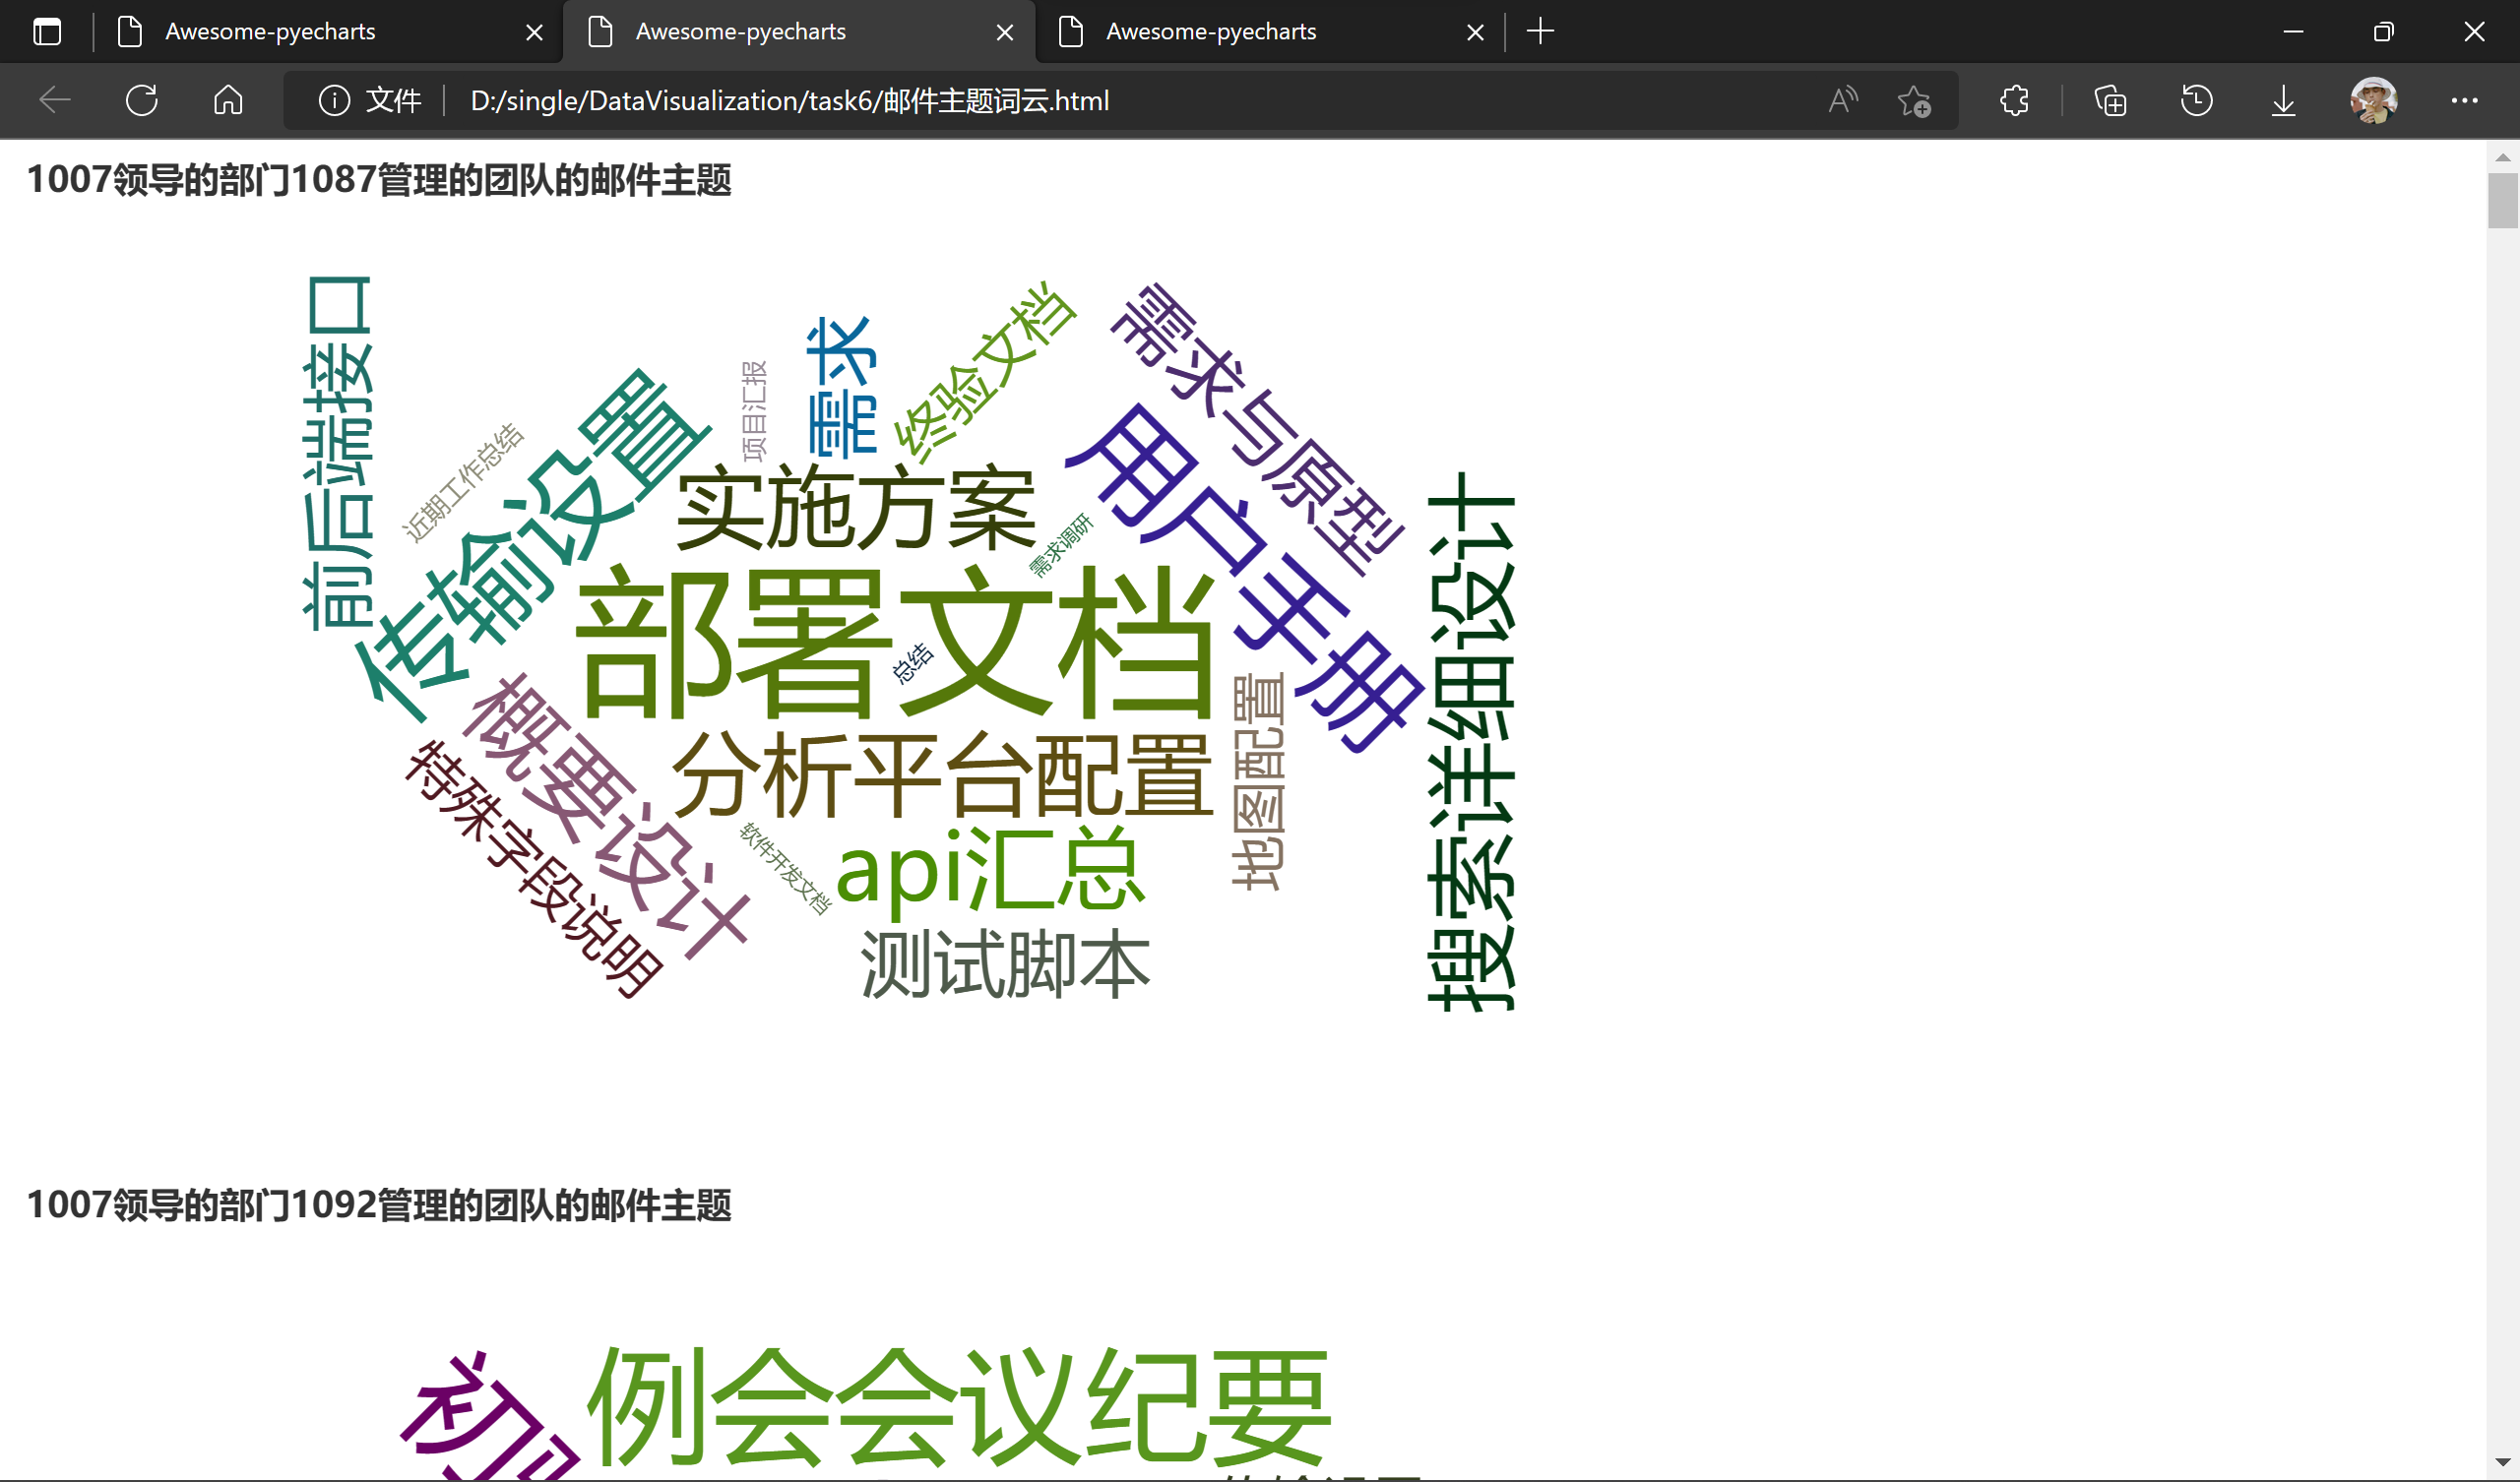 Awesome-pyecharts
Awesome-pyecharts
Awesome-pyecharts
文件
D:/single/DataVisualization/task6/邮件主题词云.html
1007领导的部门1087管理的团队的邮件主题
前后端接口
近期工作总结
传输设置
项目汇报
需求
终验文档
需求与原型
实施方案
用户手册
需求调研
部署文档
总结
搜索详细设计
概要设计
特殊字段说明
分析平台配置
地图配置
软件开发文档
api汇总
测试脚本
1007领导的部门1092管理的团队的邮件主题
例会会议纪要